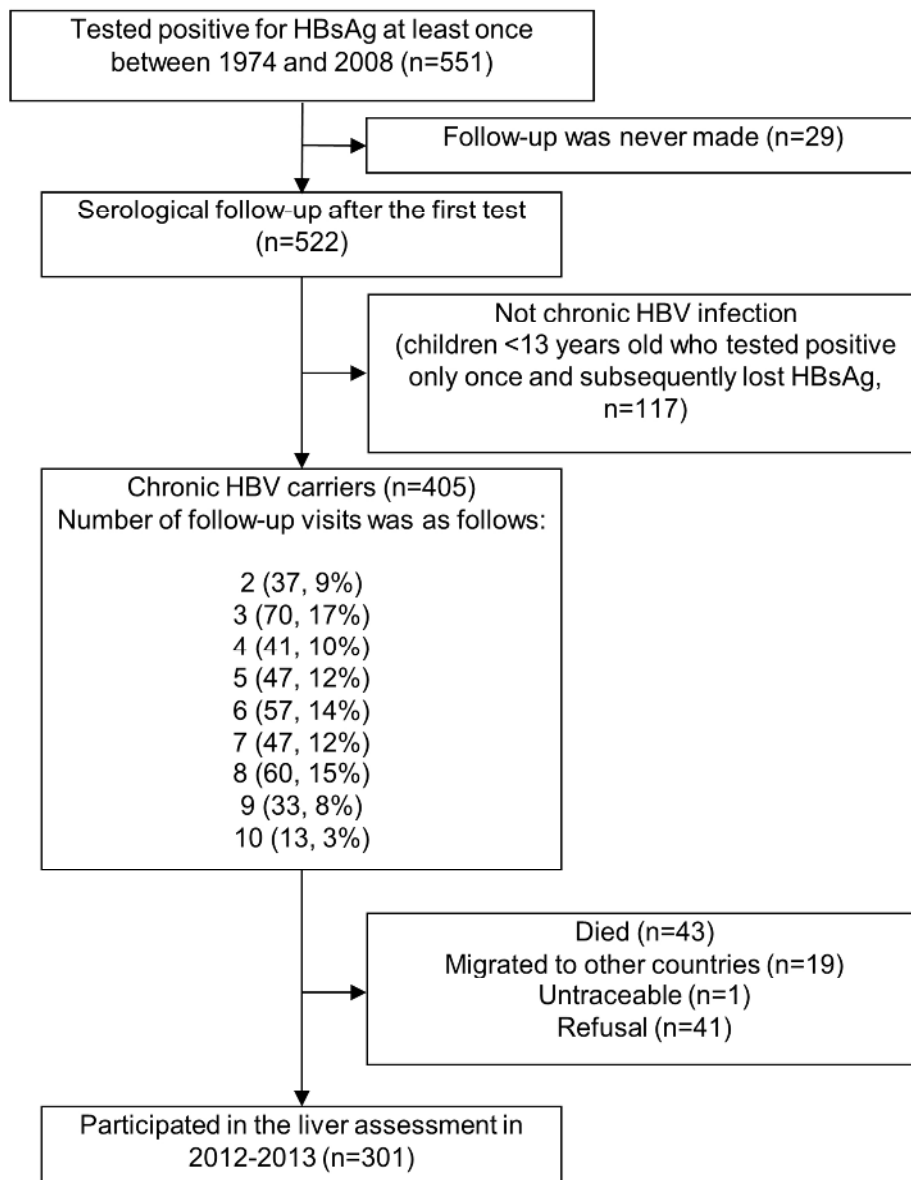 Tested positive for HBsAg at least once
between 1974 and 2008 (n=551)
Follow-up was never made (n=29)
Serological follow-up after the first test
(n=522)
Not chronic HBV infection
(children <13 years old who tested positive
only once and subsequently lost HBsAg,
n=117)
Chronic HBV carriers (n=405)
Number of follow-up visits was as follows:
2 (37, 9%)
3 (70, 17%)
4 (41, 10%)
5 (47, 12%)
6 (57, 14%)
7 (47, 12%)
8 (60, 15%)
9 (33, 8%)
10 (13, 3%)
Died (n=43)
Migrated to other countries (n=19)
Untraceable (n=1)
Refusal (n=41)
Participated in the liver assessment in
2012-2013 (n=301)